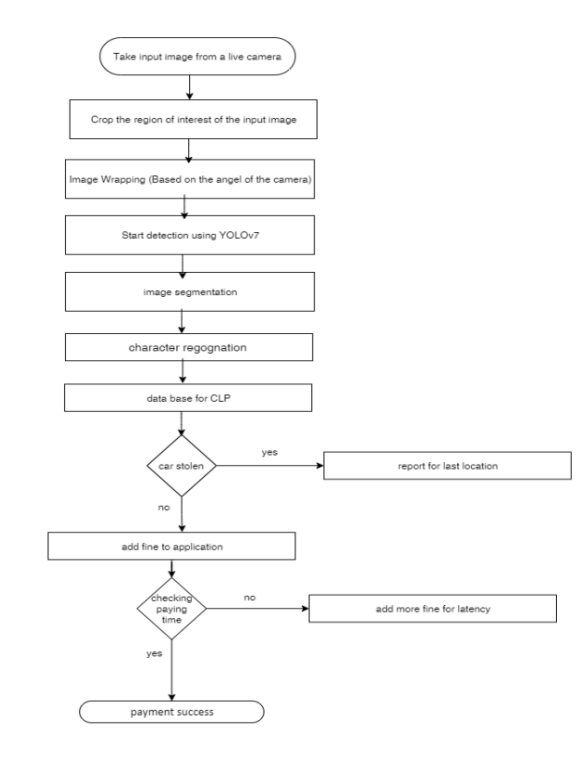 Take input image from a live camera
Crop the region of interest of the input image
Image Wrapping (Based on the angel of the camera)
Start detection using YOLOv7
image segmentation
character regognation
data base for CLP
car stolen
yes
report for last location
no
add fine to application
checking
paying
time
no
add more fine for latency
yes
payment success